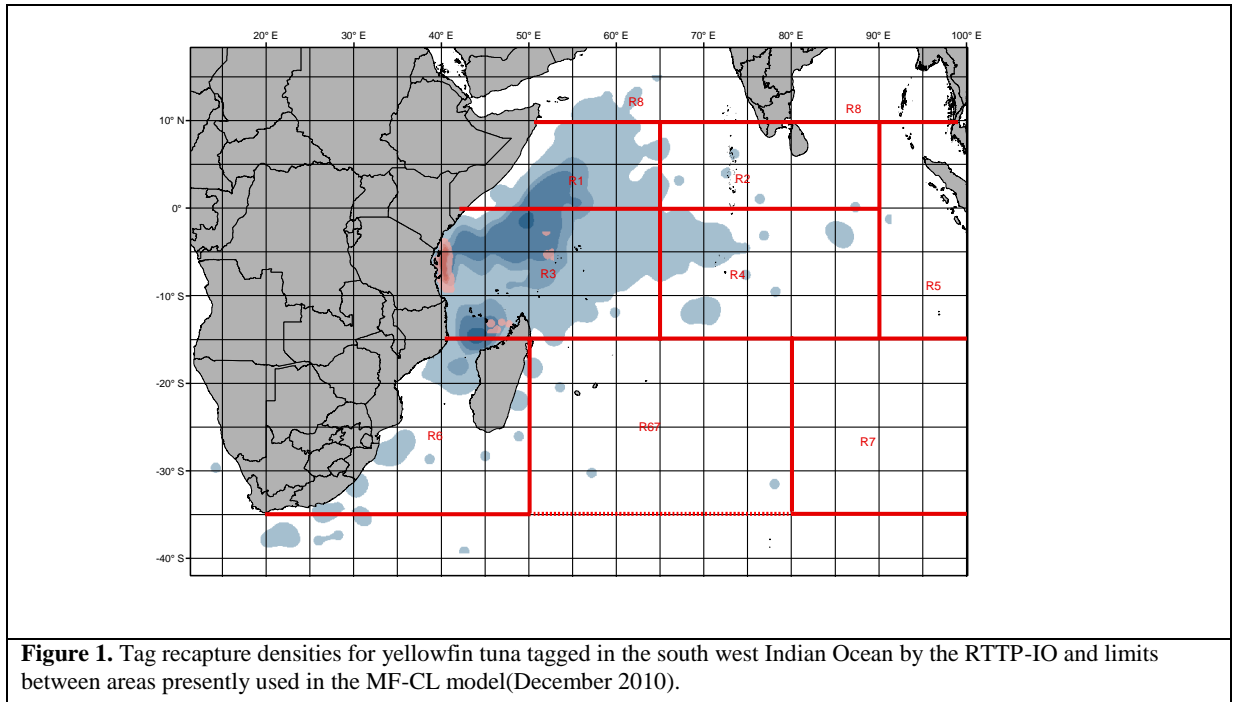 20° E 30° E 40° E 50° E 60° E 70° E 80° E 90° E 100° E
R8
R8
10° N
R1
R2
0°
R3
R4
R5
-10° S
-20° S
R6
R67
R7
-30° S
-40° S
Figure 1. Tag recapture densities for yellowfin tuna tagged in the south west Indian Ocean by the RTTP-IO and limits
between areas presently used in the MF-CL model(December 2010).